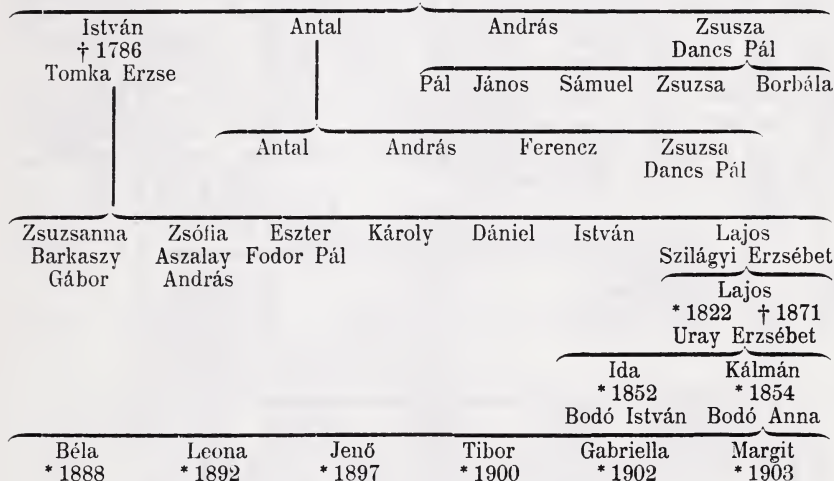 István Antal András Zsusza
† 1786 Dancs Pál
Tomka Erzse
Pál János Sámuel Zsuzsa Borbála
Antal András Ferencz Zsuzsa
Dancs Pál
Zsuzsanna Zsófia Eszter Károly Dániel István Lajos
Barkaszy Aszalay Fodor Pál Szilágyi Erzsébet
Gábor András
Lajos
* 1822 † 1871
Uray Erzsébet
Ida Kálmán
* 1852 * 1854
Bodó István Bodó Anna
Béla Leona Jenő Tibor Gabriella Margit
* 1888 * 1892 * 1897 * 1900 * 1902 * 1903